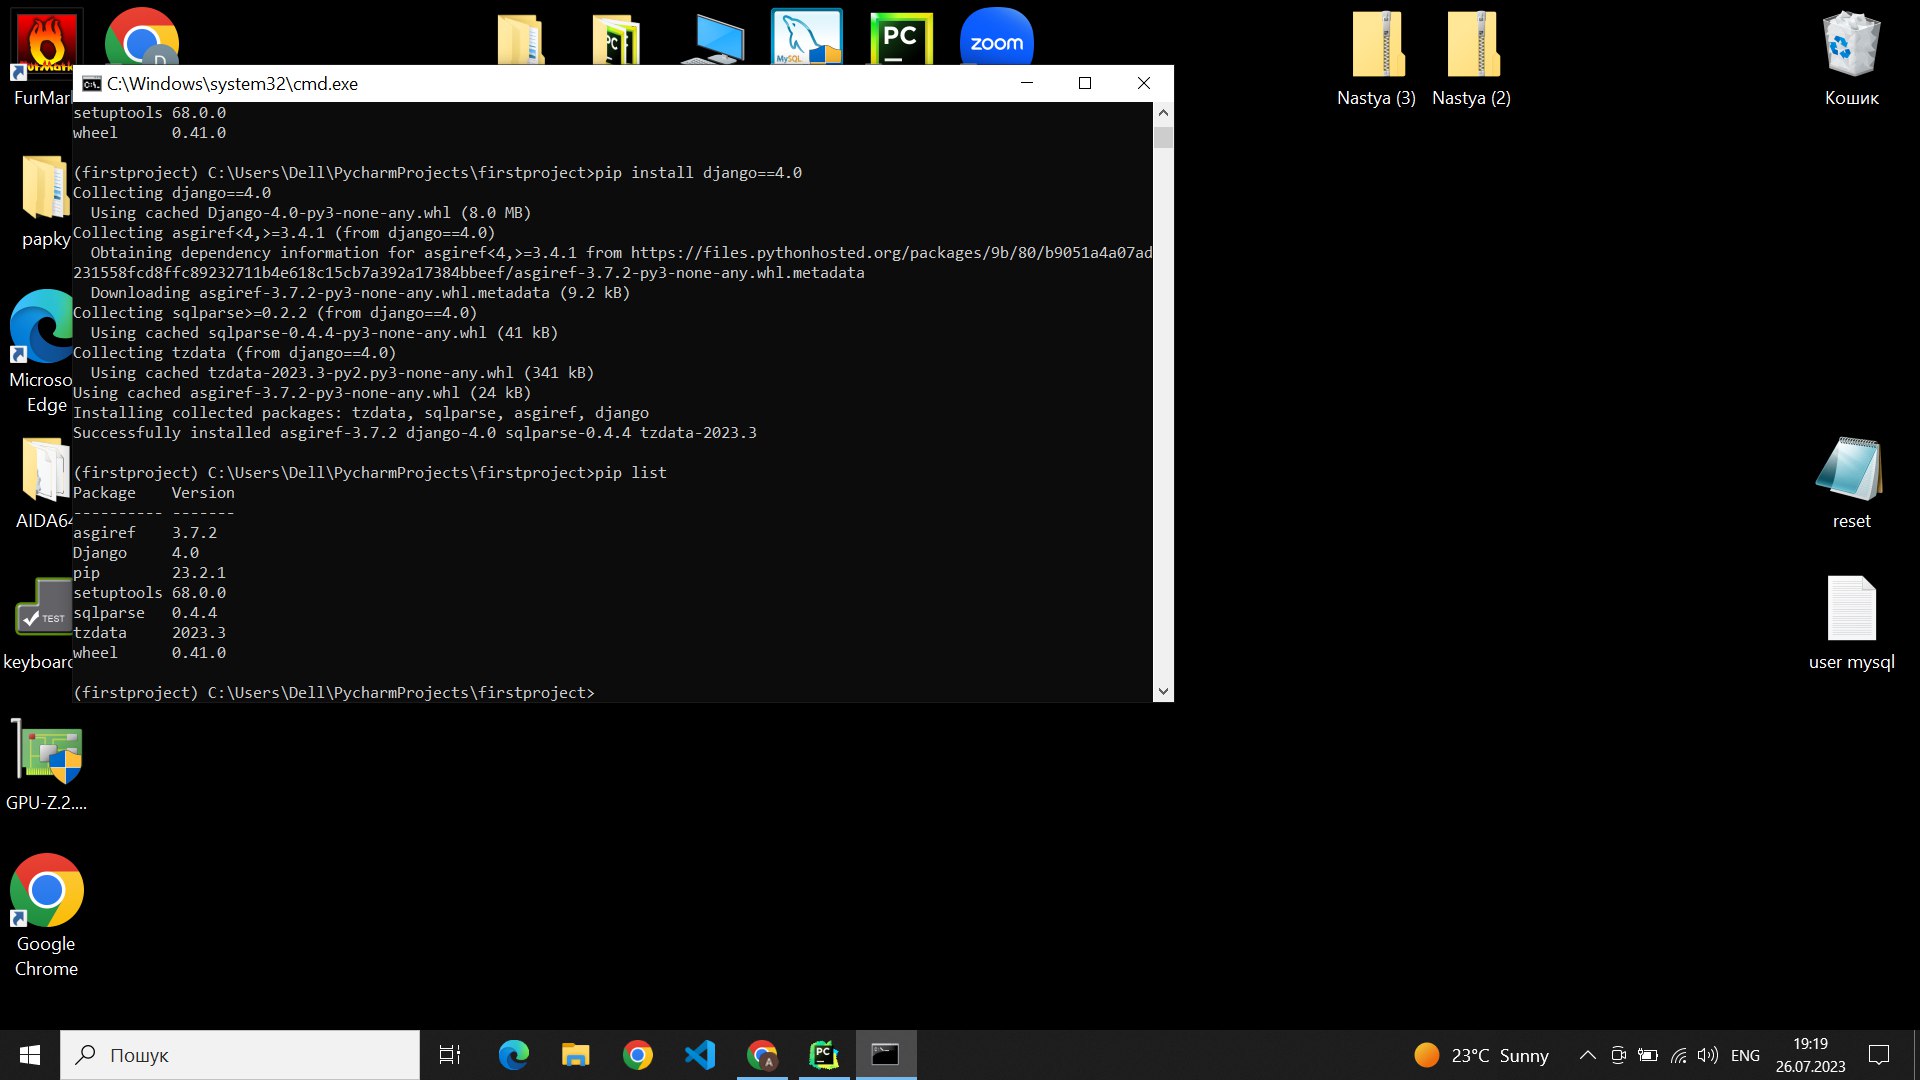 C:\Windows\system32\cmd.exe
setuptools 68.0.0
wheel      0.41.0
(firstproject) C:\Users\Dell\PycharmProjects\firstproject>pip install django==4.0
Collecting django==4.0
  Using cached Django-4.0-py3-none-any.whl (8.0 MB)
Collecting asgiref<4,>=3.4.1 (from django==4.0)
  Obtaining dependency information for asgiref<4,>=3.4.1 from https://files.pythonhosted.org/packages/9b/80/b9051a4a07ad
231558fcd8ffc89232711b4e618c15cb7a392a17384bbeef/asgiref-3.7.2-py3-none-any.whl.metadata
  Downloading asgiref-3.7.2-py3-none-any.whl.metadata (9.2 kB)
Collecting sqlparse>=0.2.2 (from django==4.0)
  Using cached sqlparse-0.4.4-py3-none-any.whl (41 kB)
Collecting tzdata (from django==4.0)
  Using cached tzdata-2023.3-py2.py3-none-any.whl (341 kB)
Using cached asgiref-3.7.2-py3-none-any.whl (24 kB)
Installing collected packages: tzdata, sqlparse, asgiref, django
Successfully installed asgiref-3.7.2 django-4.0 sqlparse-0.4.4 tzdata-2023.3
(firstproject) C:\Users\Dell\PycharmProjects\firstproject>pip list
Package    Version
---------- -------
asgiref    3.7.2
Django     4.0
pip        23.2.1
setuptools 68.0.0
sqlparse   0.4.4
tzdata     2023.3
wheel      0.41.0
(firstproject) C:\Users\Dell\PycharmProjects\firstproject>
FurMar
papky
Microso
Edge
AIDA64
TEST
keyboard
GPU-Z.2....
Google
Chrome
D
PC
MySQL
PC
zoom
Nastya (3)
Nastya (2)
Кошик
reset
user mysql
Пошук
A
PC
23°C Sunny
ENG
19:19
26.07.2023